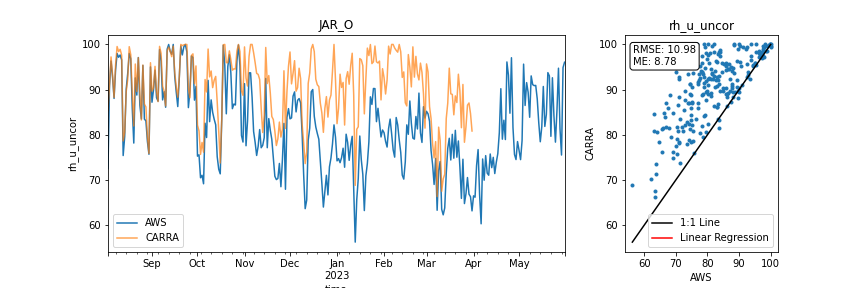 JAR_O
100
90
80
70
60
rh_u_uncor
AWS
CARRA
Sep
Oct
Nov
Dec
Jan
2023
Feb
Mar
Apr
May
time
rh_u_uncor
RMSE: 10.98
ME: 8.78
100
90
80
70
60
CARRA
1:1 Line
Linear Regression
60
70
80
90
100
AWS